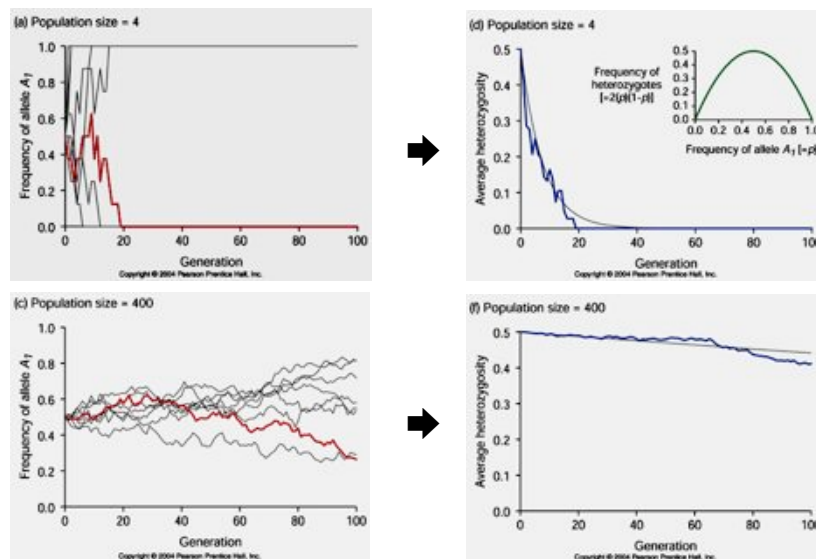 (a) Population size = 4
Frequency of allele A1
1.0
0.8
0.6
0.4
0.2
0.0
0 20 40 60 80 100
Generation
Copyright © 2004 Pearson Prentice Hall, Inc.
(d) Population size = 4
Average heterozygosity
0.5
0.4
0.3
0.2
0.1
0.0
0 20 40 60 80 100
Generation
Copyright © 2004 Pearson Prentice Hall, Inc.
Frequency of
heterozygotes
[=2(p)(1-p)]
0.5
0.4
0.3
0.2
0.1
0.0
0.0 0.2 0.4 0.6 0.8 1.0
Frequency of allele A1 [=p]
(c) Population size = 400
Frequency of allele A1
1.0
0.8
0.6
0.4
0.2
0.0
0 20 40 60 80 100
Generation
Copyright © 2004 Pearson Prentice Hall, Inc.
(f) Population size = 400
Average heterozygosity
0.5
0.4
0.3
0.2
0.1
0.0
0 20 40 60 80 100
Generation
Copyright © 2004 Pearson Prentice Hall, Inc.